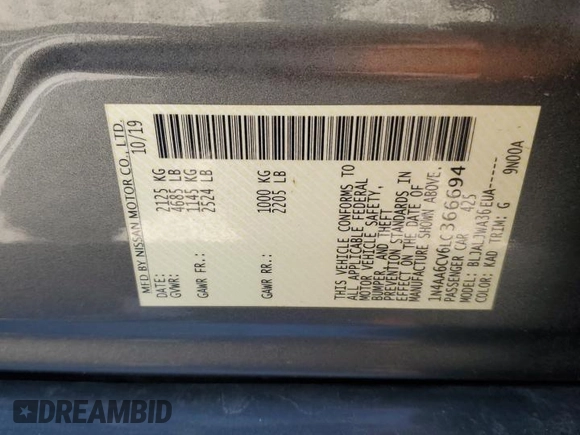 MFD BY NISSAN MOTOR CO., LTD.
DATE: 10/19
GVWR: 2125 KG
4685 LB
GAWR FR.: 1145 KG
2524 LB
GAWR RR.: 1000 KG
2205 LB
THIS VEHICLE CONFORMS TO
ALL APPLICABLE FEDERAL
MOTOR VEHICLE SAFETY,
BUMPER, AND THEFT
PREVENTION STANDARDS IN
EFFECT ON THE DATE OF
MANUFACTURE SHOWN ABOVE.
1N4AA6CV6LC366694
PASSENGER CAR 42S
MODEL: BLJALJWA36EUA-----
COLOR: KAD TRIM: G 9N00A
DREAMBID